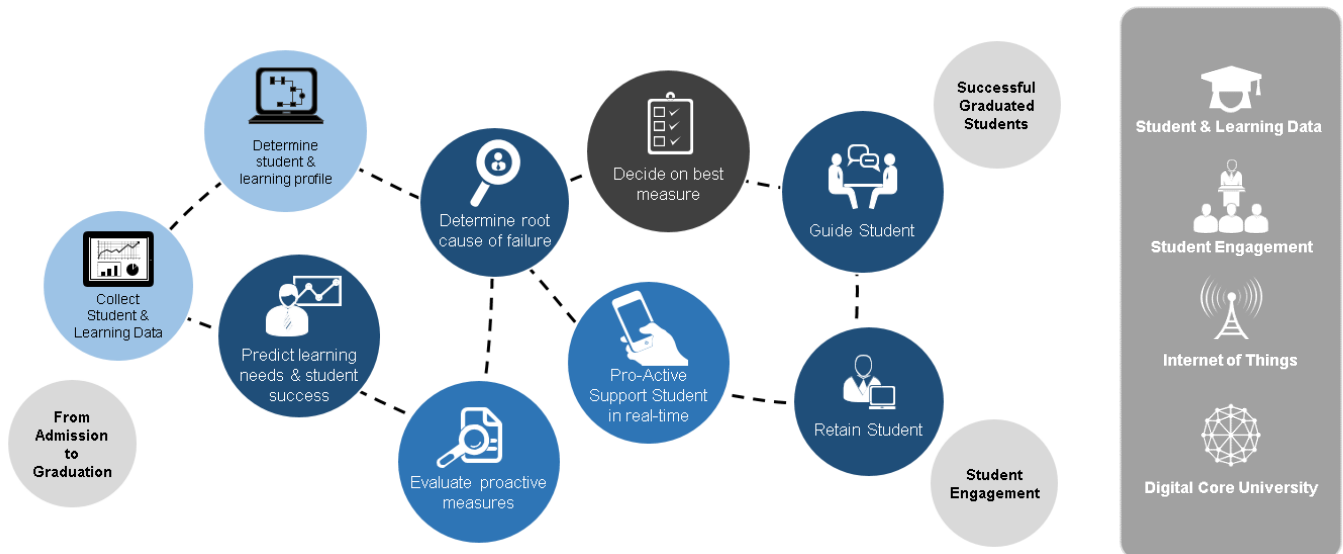 Determine
student &
learning profile
Collect
Student &
Learning Data
Predict learning
needs & student
success
Determine root
cause of failure
Evaluate proactive
measures
Decide on best
measure
Pro-Active
Support Student
in real-time
Guide Student
Retain Student
From
Admission
to
Graduation
Successful
Graduated
Students
Student
Engagement
Student & Learning Data
Student Engagement
Internet of Things
Digital Core University